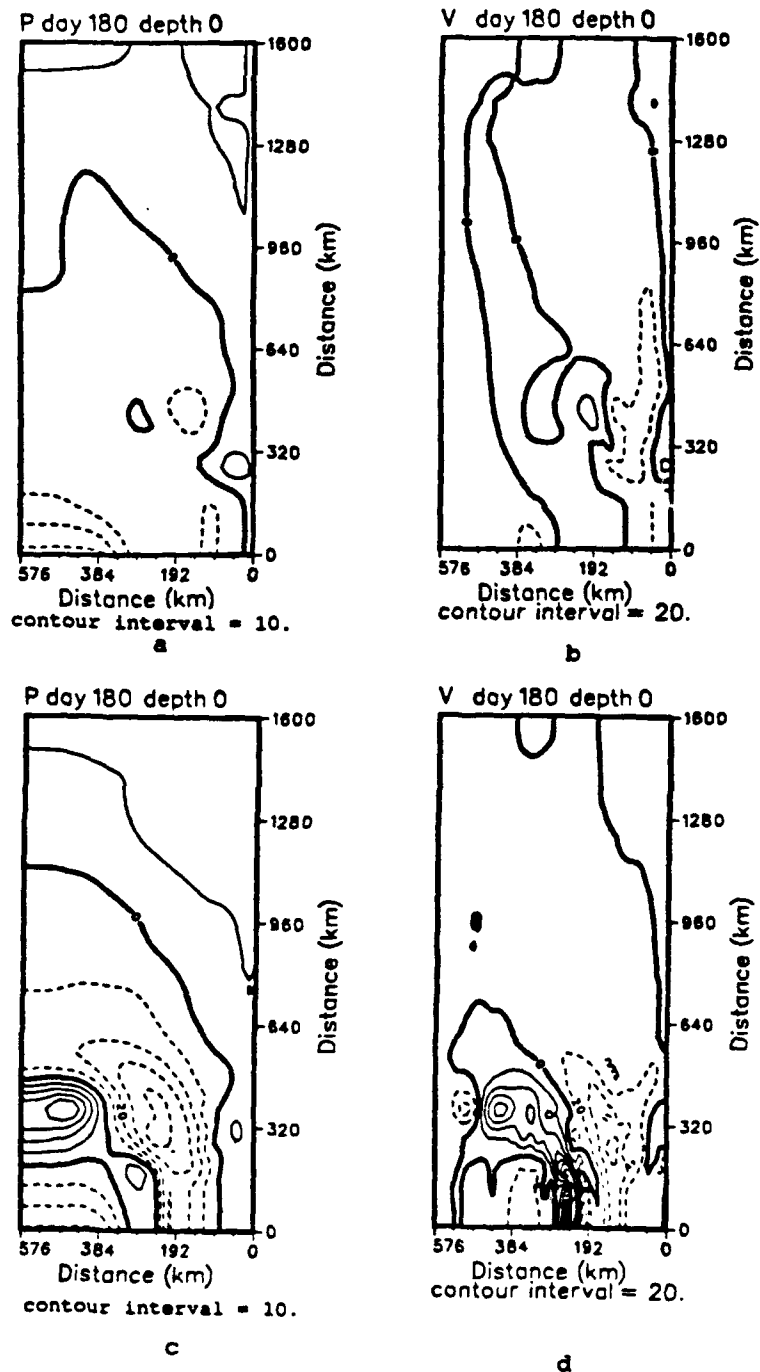 P day 180 depth 0
V day 180 depth 0
1600
1280
960
640
320
0
Distance (km)
576 384 192 0
Distance (km)
contour interval = 10.
a
1600
1280
960
640
320
0
Distance (km)
576 384 192 0
Distance (km)
contour interval = 20.
b
P day 180 depth 0
V day 180 depth 0
1600
1280
960
640
320
0
Distance (km)
576 384 192 0
Distance (km)
contour interval = 10.
c
1600
1280
960
640
320
0
Distance (km)
576 384 192 0
Distance (km)
contour interval = 20.
d